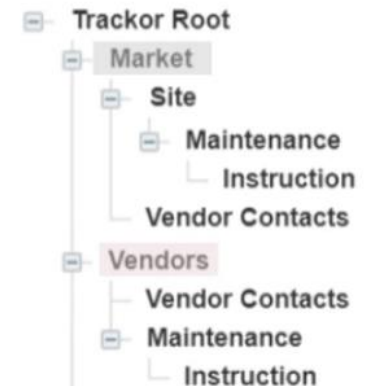 Trackor Root
Market
Site
Maintenance
Instruction
Vendor Contacts
Vendors
Vendor Contacts
Maintenance
Instruction